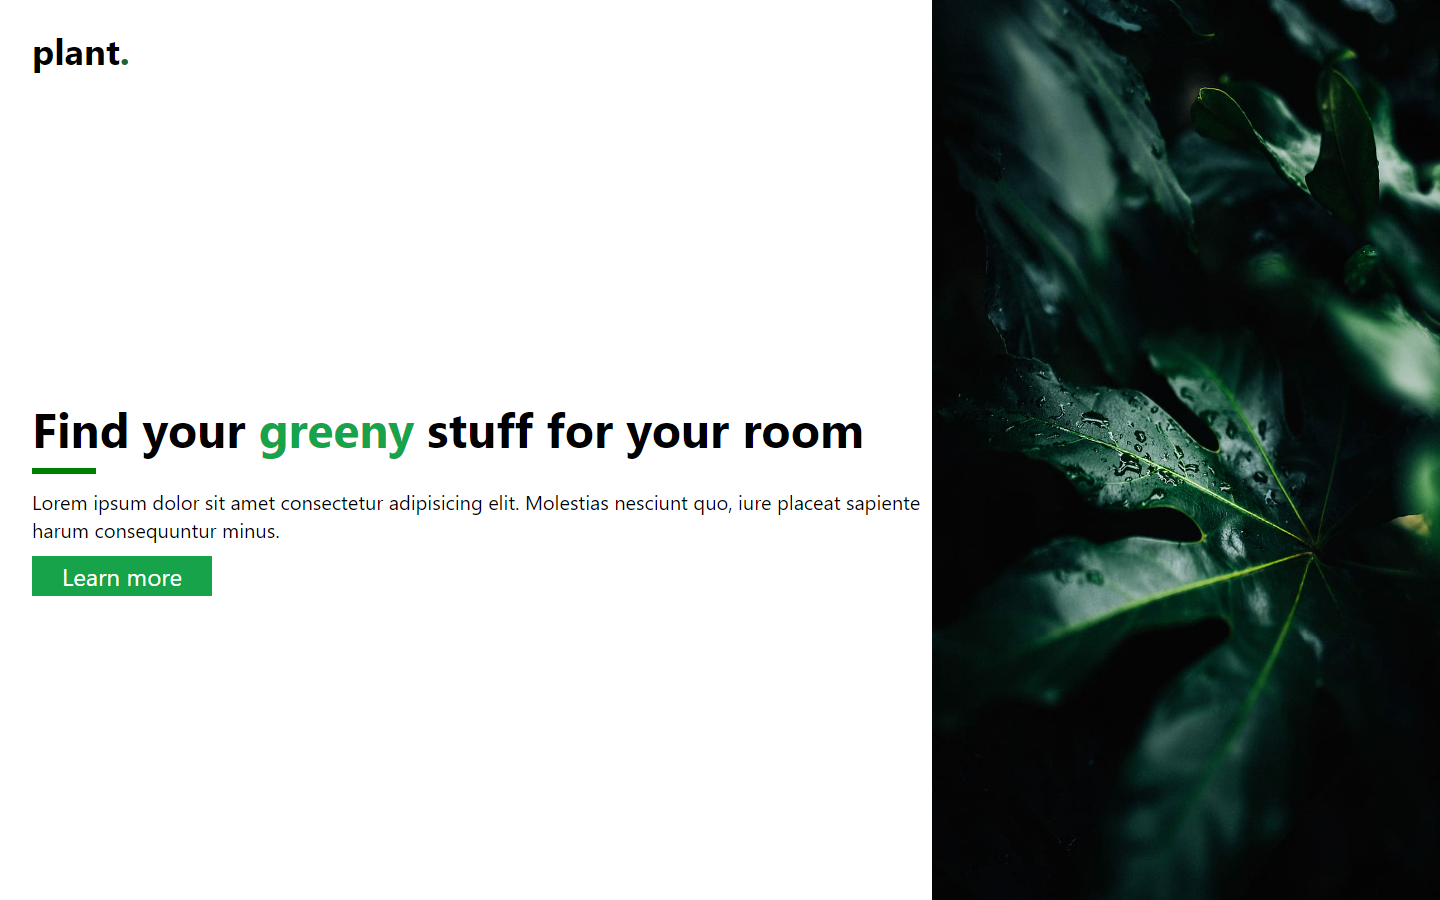 plant.
Find your greeny stuff for your room
Lorem ipsum dolor sit amet consectetur adipisicing elit. Molestias nesciunt quo, iure placeat sapiente
harum consequuntur minus.
Learn more